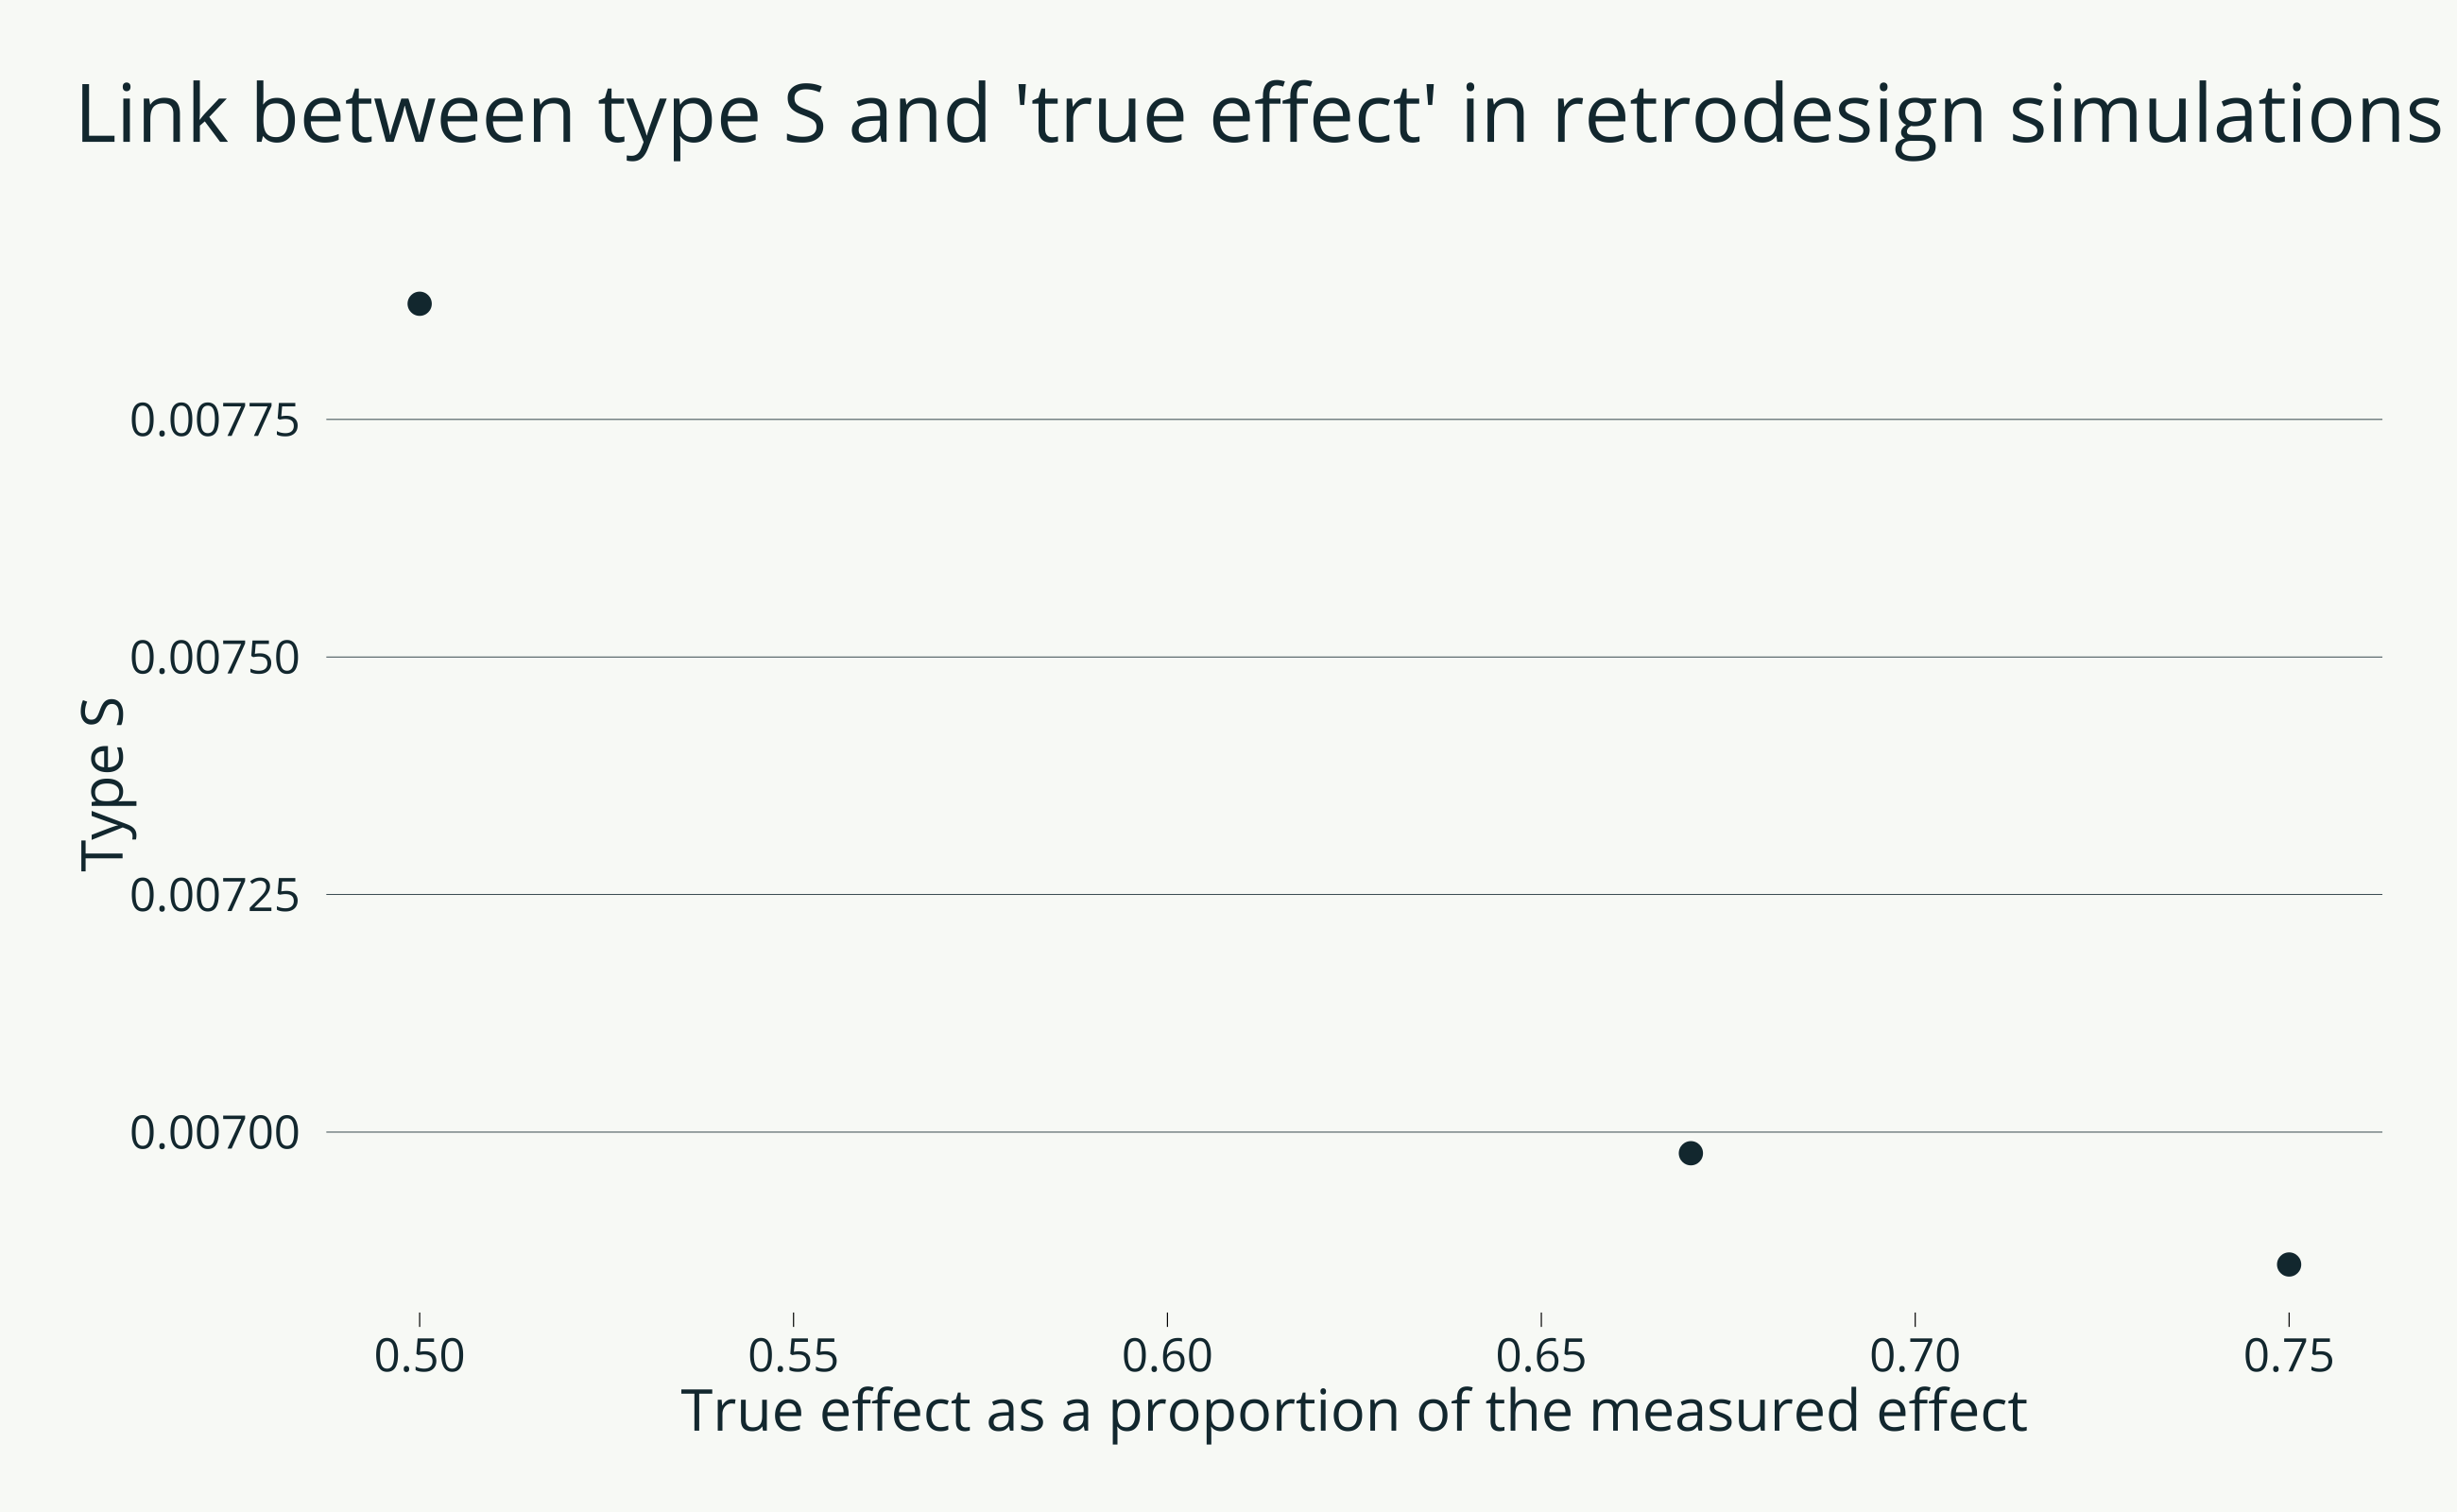 Link between type S and 'true effect' in retrodesign simulations
0.00775
0.00750
Type S
0.00725
0.00700
0.50 0.55 0.60 0.65 0.70 0.75
True effect as a proportion of the measured effect